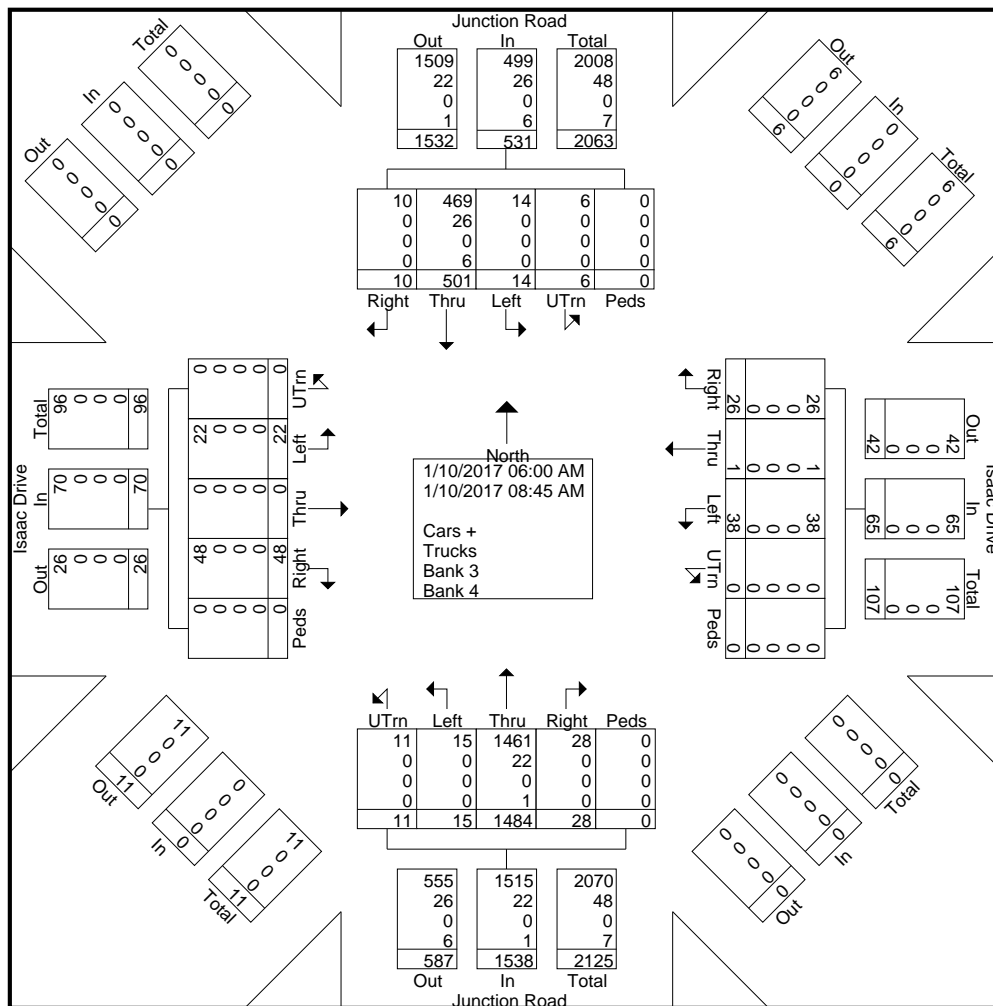 Junction Road
Out In Total
1509 499 2008
22 26 48
0 0 0
1 6 7
1532 531 2063
10 469 14 6 0
0 26 0 0 0
0 0 0 0 0
0 6 0 0 0
10 501 14 6 0
Right Thru Left UTrn Peds
Total
0 0 0 0 0
In
0 0 0 0 0
Out
0 0 0 0 0
Out
6 0 0 6
In
0 0 0 0
Total
6 0 0 6
Isaac Drive
Total
96 0 0 0 96
In
70 0 0 0 70
Out
26 0 0 0 26
0 0 0 0 0 UTrn
22 0 0 0 22 Left
0 0 0 0 0 Thru
48 0 0 0 48 Right
0 0 0 0 0 Peds
North
1/10/2017 06:00 AM
1/10/2017 08:45 AM
Cars +
Trucks
Bank 3
Bank 4
Right 26 0 0 0 26
Thru 1 0 0 0 1
Left 38 0 0 0 38
UTrn 0 0 0 0 0
Peds 0 0 0 0 0
Out
42 0 0 0 42
In
65 0 0 0 65
Total
107 0 0 0 107
Isaac Drive
UTrn Left Thru Right Peds
11 15 1461 28 0
0 0 22 0 0
0 0 0 0 0
0 0 1 0 0
11 15 1484 28 0
555 1515 2070
26 22 48
0 0 0
6 1 7
587 1538 2125
Out In Total
Junction Road
11 0 0 11
Out
0 0 0 0
In
11 0 0 11
Total
0 0 0 0 0
Total
0 0 0 0 0
In
0 0 0 0 0
Out